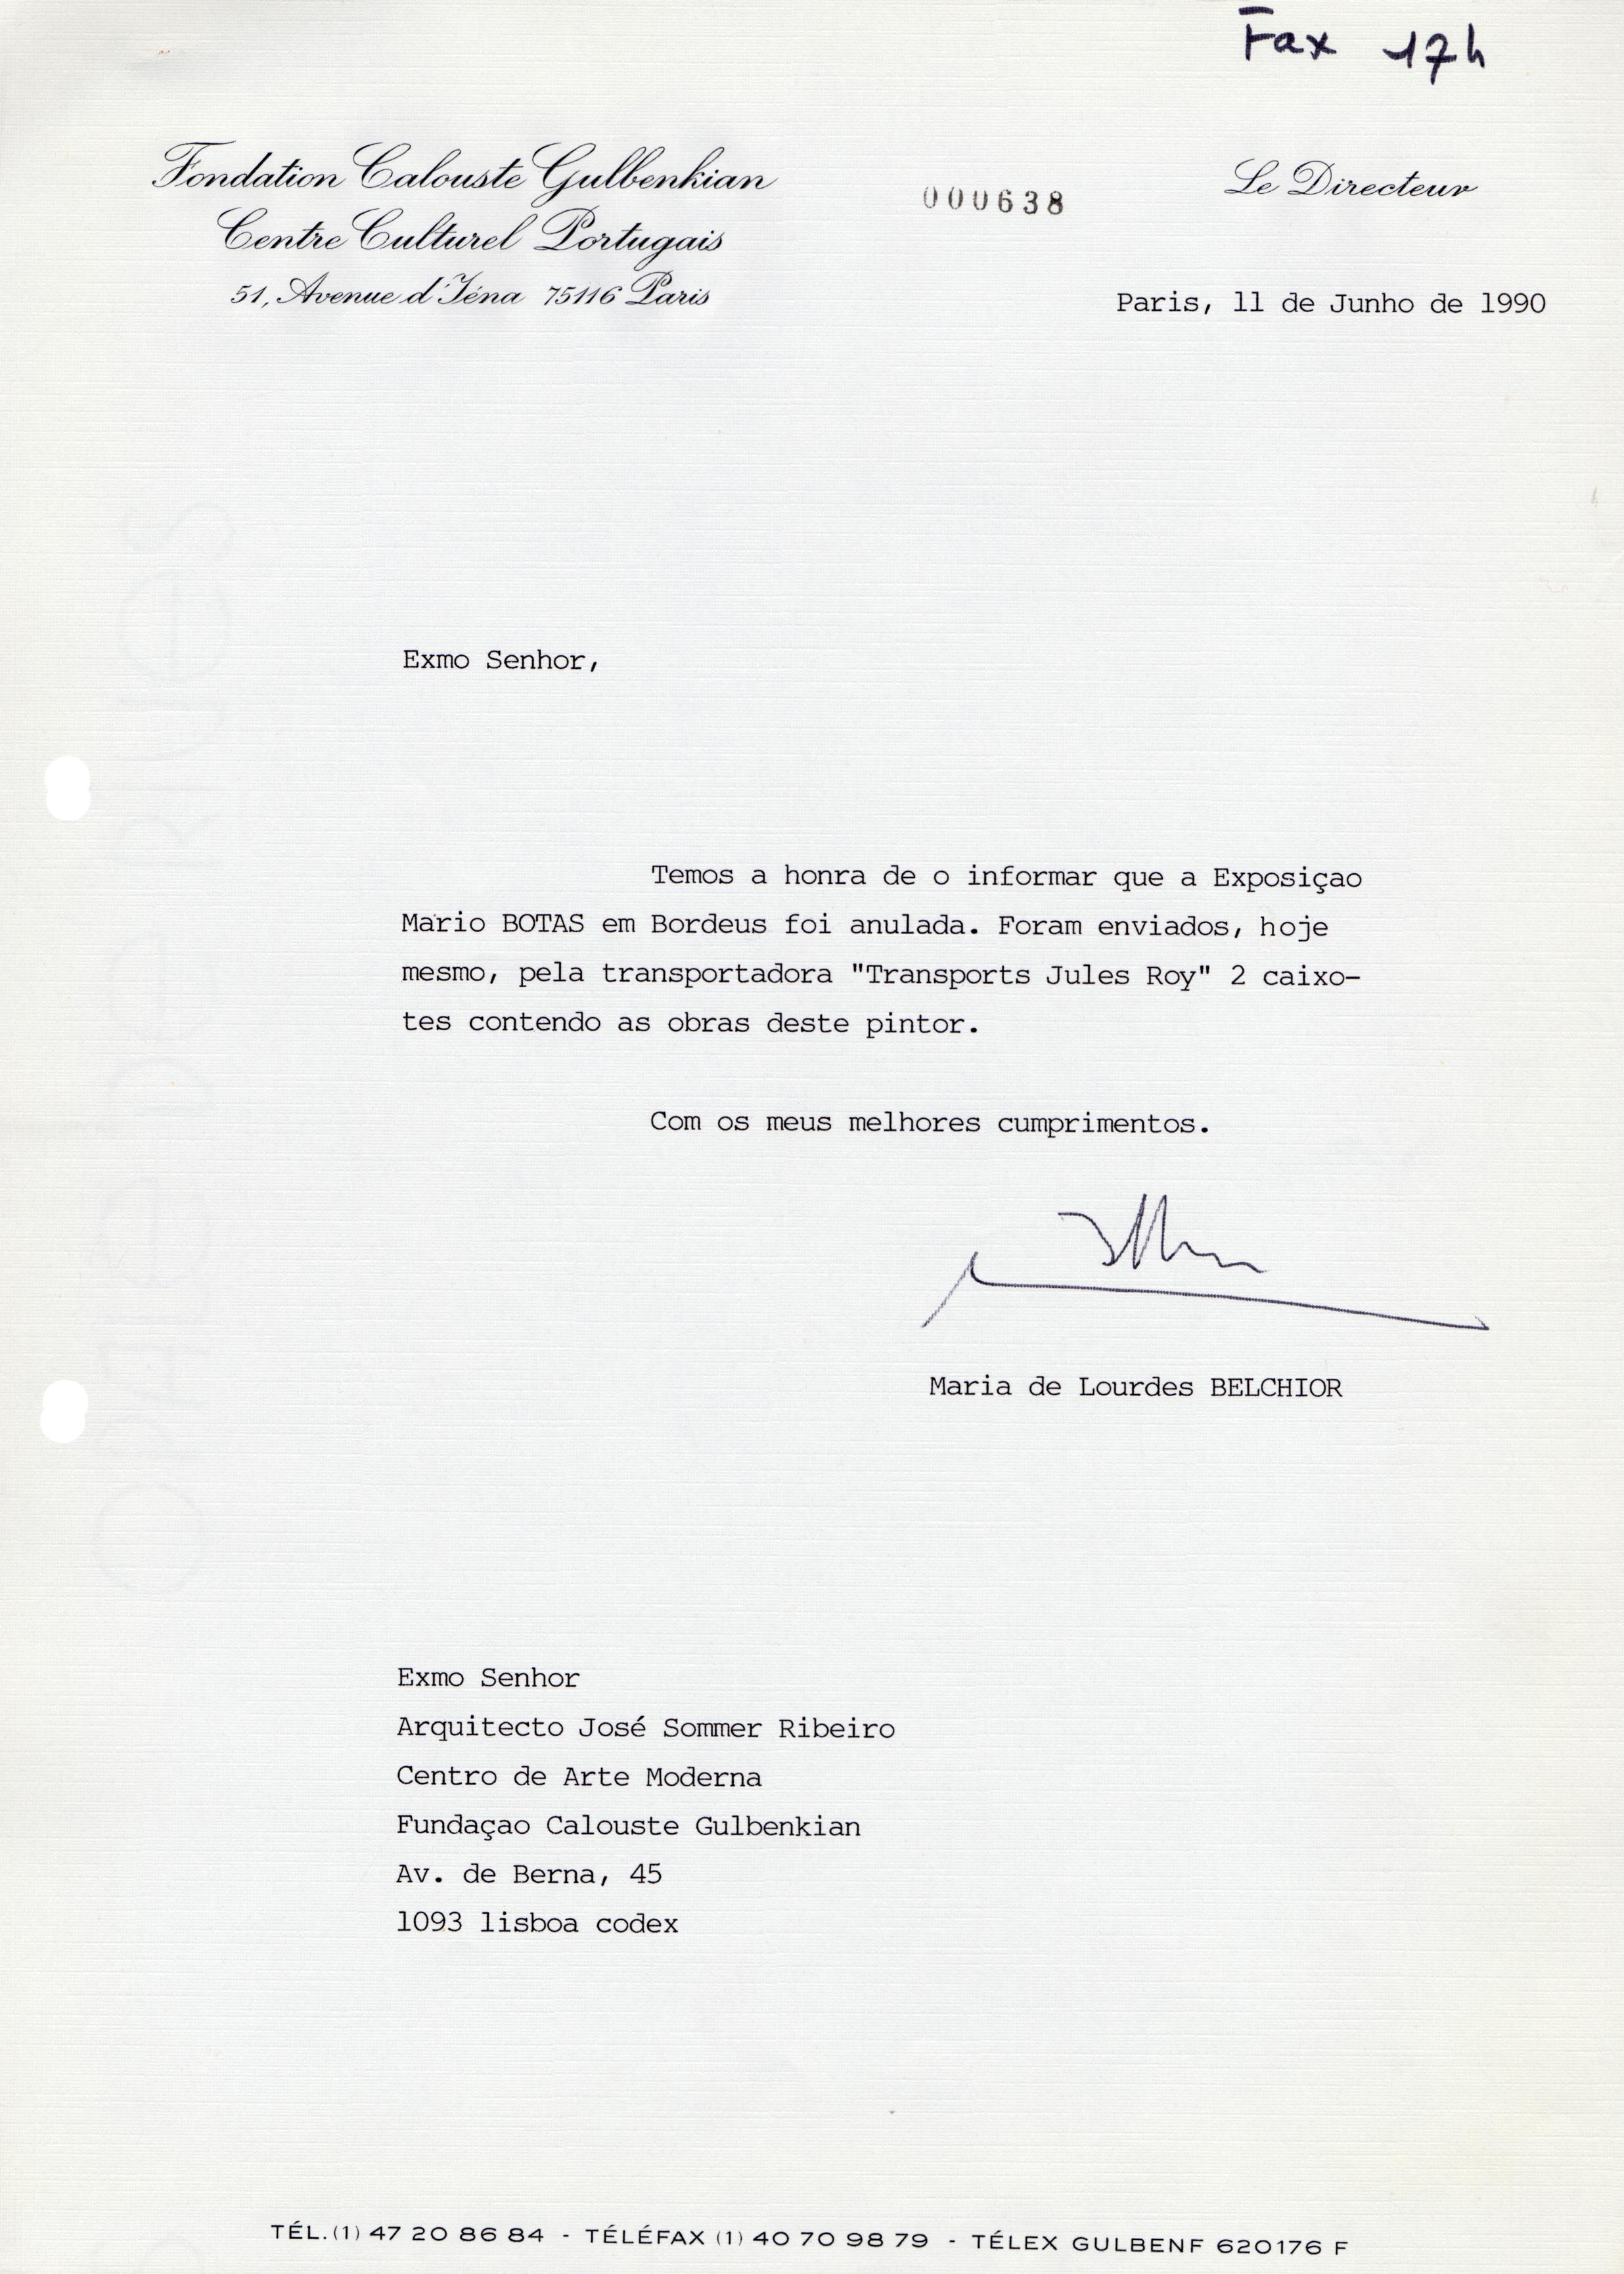 Fax 17h
Fondation Calouste Gulbenkian
Centre Culturel Portugais
51, Avenue d'Iéna 75116 Paris
000638
Le Directeur
Paris, 11 de Junho de 1990
Exmo Senhor,
Temos a honra de o informar que a Exposiçao
Mario BOTAS em Bordeus foi anulada. Foram enviados, hoje
mesmo, pela transportadora "Transports Jules Roy" 2 caixo-
tes contendo as obras deste pintor.
Com os meus melhores cumprimentos.
Maria de Lourdes BELCHIOR
Exmo Senhor
Arquitecto José Sommer Ribeiro
Centro de Arte Moderna
Fundaçao Calouste Gulbenkian
Av. de Berna, 45
1093 lisboa codex
TÉL.(1) 47 20 86 84 - TÉLÉFAX (1) 40 70 98 79 - TÉLEX GULBENF 620176 F